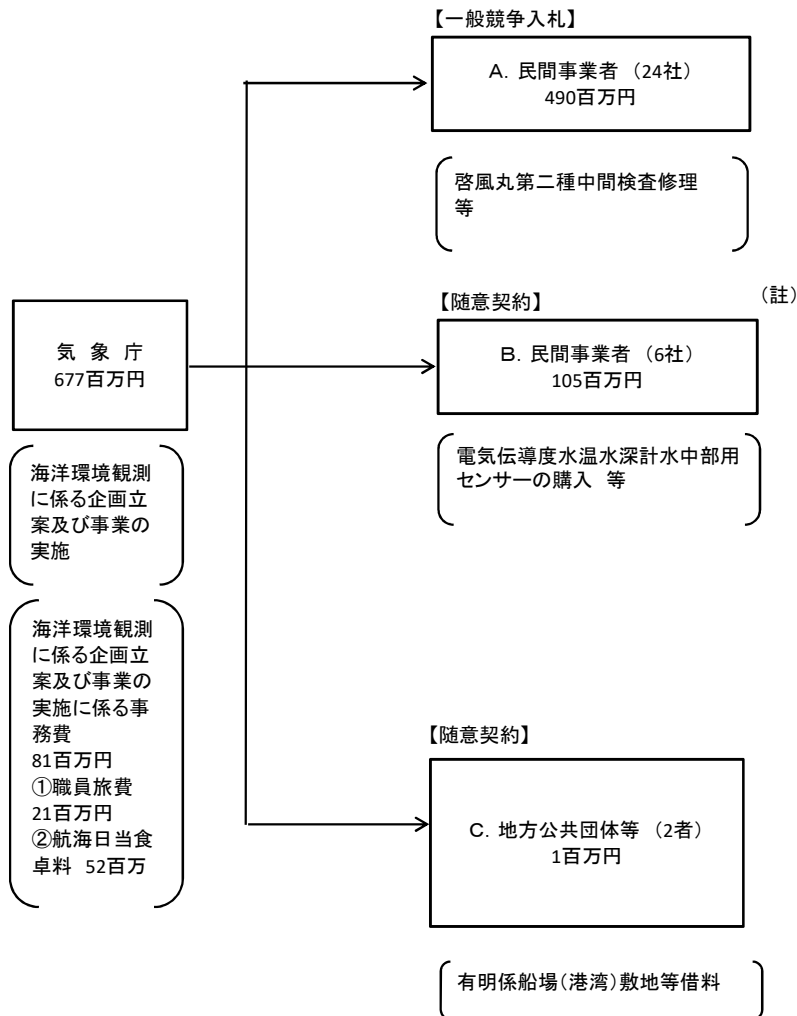 【一般競争入札】
A. 民間事業者 (24社)
490百万円
啓風丸第二種中間検査修理
等
気 象 庁
677百万円
海洋環境観測
に係る企画立
案及び事業の
実施
海洋環境観測
に係る企画立
案及び事業の
実施に係る事
務費
81百万円
①職員旅費
21百万円
②航海日当食
卓料 52百万
【随意契約】
(註)
B. 民間事業者 (6社)
105百万円
電気伝導度水温水深計水中部用
センサーの購入 等
【随意契約】
C. 地方公共団体等 (2者)
1百万円
有明係船場(港湾)敷地等借料